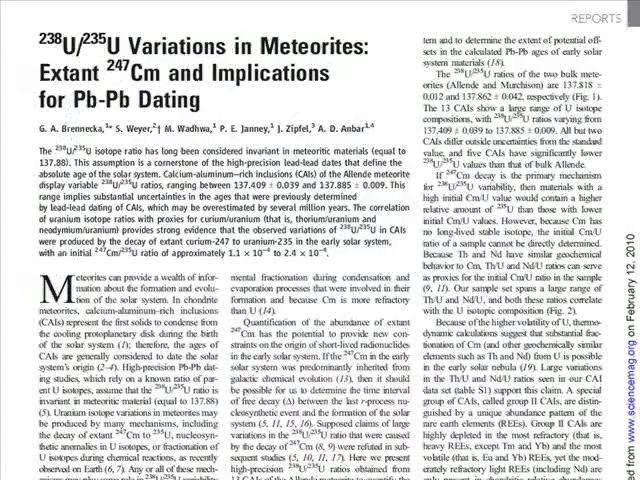 REPORTS
238U/235U Variations in Meteorites:
Extant 247Cm and Implications
for Pb-Pb Dating
G. A. Brennecka,1* S. Weyer,2† M. Wadhwa,1 P. E. Janney,1 J. Zipfel,3 A. D. Anbar1,4
The 238U/235U isotope ratio has long been considered invariant in meteoritic materials (equal to
137.88). This assumption is a cornerstone of the high-precision lead-lead dates that define the
absolute age of the solar system. Calcium-aluminum–rich inclusions (CAIs) of the Allende meteorite
display variable 238U/235U ratios, ranging between 137.409 ± 0.039 and 137.885 ± 0.009. This
range implies substantial uncertainties in the ages that were previously determined
by lead-lead dating of CAIs, which may be overestimated by several million years. The correlation
of uranium isotope ratios with proxies for curium/uranium (that is, thorium/uranium and
neodymium/uranium) provides strong evidence that the observed variations of 238U/235U in CAIs
were produced by the decay of extant curium-247 to uranium-235 in the early solar system,
with an initial 247Cm/235U ratio of approximately 1.1 × 10−4 to 2.4 × 10−4.
Meteorites can provide a wealth of infor-
mation about the formation and evolu-
tion of the solar system. In chondrite
meteorites, calcium-aluminum–rich inclusions
(CAIs) represent the first solids to condense from
the cooling protoplanetary disk during the birth
of the solar system (1); therefore, the ages of
CAIs are generally considered to date the solar
system's origin (2–4). High-precision Pb-Pb dat-
ing studies, which rely on a known ratio of par-
ent U isotopes, assume that the 238U/235U ratio is
invariant in meteoritic material (equal to 137.88)
(5). Uranium isotope variations in meteorites may
be produced by many mechanisms, including
the decay of extant 247Cm to 235U, nucleosyn-
thetic anomalies in U isotopes, or fractionation of
U isotopes during chemical reactions, as recently
observed on Earth (6, 7). Any or all of these mech-
anisms may play some role in 238U/235U variability
mental fractionation during condensation and
evaporation processes that were involved in their
formation and because Cm is more refractory
than U (14).
Quantification of the abundance of extant
247Cm has the potential to provide new con-
straints on the origin of short-lived radionuclides
in the early solar system. If the 247Cm in the early
solar system was predominantly inherited from
galactic chemical evolution (13), then it should
be possible for us to determine the time interval
of free decay (Δ) between the last r-process nuc-
leosynthetic event and the formation of the solar
system (5, 11, 15, 16). Supposed claims of large
variations in the 238U/235U ratio that were caused
by the decay of 247Cm (8, 9) were refuted in sub-
sequent studies (5, 10, 11, 17). Here we present
high-precision 238U/235U ratios obtained from
13 CAIs of the Allende meteorite to quantify the
tem and to determine the extent of potential off-
sets in the calculated Pb-Pb ages of early solar
system materials (18).
The 238U/235U ratios of the two bulk mete-
orites (Allende and Murchison) are 137.818 ±
0.012 and 137.862 ± 0.042, respectively (Fig. 1).
The 13 CAIs show a large range of U isotope
compositions, with 238U/235U ratios varying from
137.409 ± 0.039 to 137.885 ± 0.009. All but two
CAIs differ outside uncertainties from the standard
value, and five CAIs have significantly lower
238U/235U values than that of bulk Allende.
If 247Cm decay is the primary mechanism
for 238U/235U variability, then materials with a
high initial Cm/U value would contain a higher
relative amount of 235U than those with lower
initial Cm/U values. However, because Cm has
no long-lived stable isotope, the initial Cm/U
ratio of a sample cannot be directly determined.
Because Th and Nd have similar geochemical
behavior to Cm, Th/U and Nd/U ratios can serve
as proxies for the initial Cm/U ratio in the sample
(9, 11). Our sample set spans a large range of
Th/U and Nd/U, and both these ratios correlate
with the U isotopic composition (Fig. 2).
Because of the higher volatility of U, thermo-
dynamic calculations suggest that substantial frac-
tionation of Cm (and other geochemically similar
elements such as Th and Nd) from U is possible
in the early solar nebula (19). Large variations
in the Th/U and Nd/U ratios seen in our CAI
data set (table S1) support this claim. A special
group of CAIs, called group II CAIs, are distin-
guished by a unique abundance pattern of the
rare earth elements (REEs). Group II CAIs are
highly depleted in the most refractory (that is,
heavy REEs, except Tm and Yb) and the most
volatile (that is, Eu and Yb) REEs, yet the mod-
erately refractory light REEs (including Nd) are
only present in chondritic relative abundances
ed from www.sciencemag.org on February 12, 2010